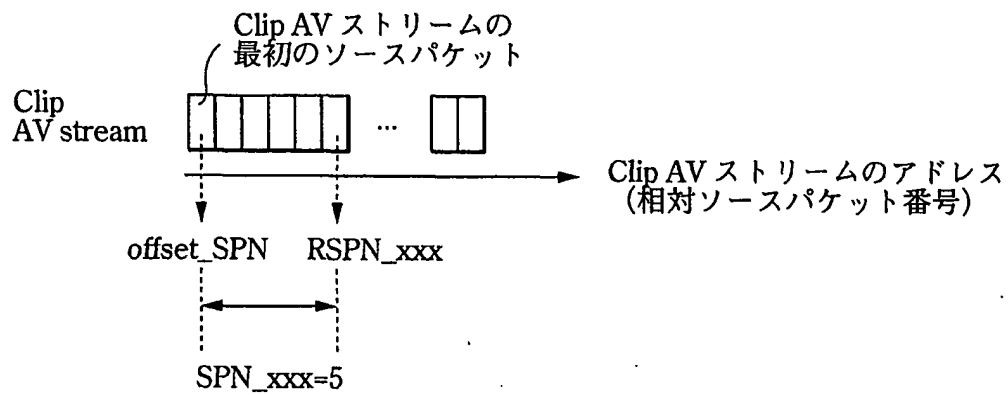 Clip AV ストリームの
最初のソースパケット
Clip
AV stream
...
Clip AV ストリームのアドレス
(相対ソースパケット番号)
offset_SPN
RSPN_xxx
SPN_xxx=5